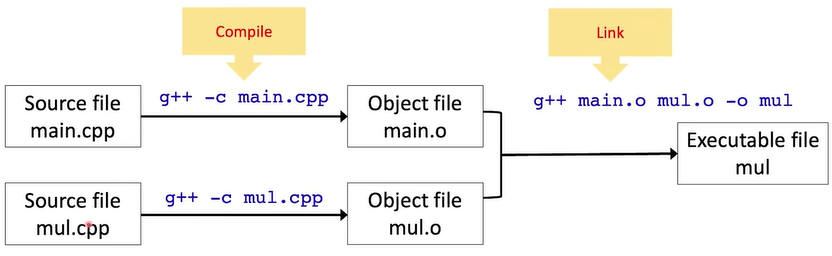 Compile
Link
Source file
main.cpp
g++ -c main.cpp
Object file
main.o
g++ main.o mul.o -o mul
Executable file
mul
Source file
mul.cpp
g++ -c mul.cpp
Object file
mul.o